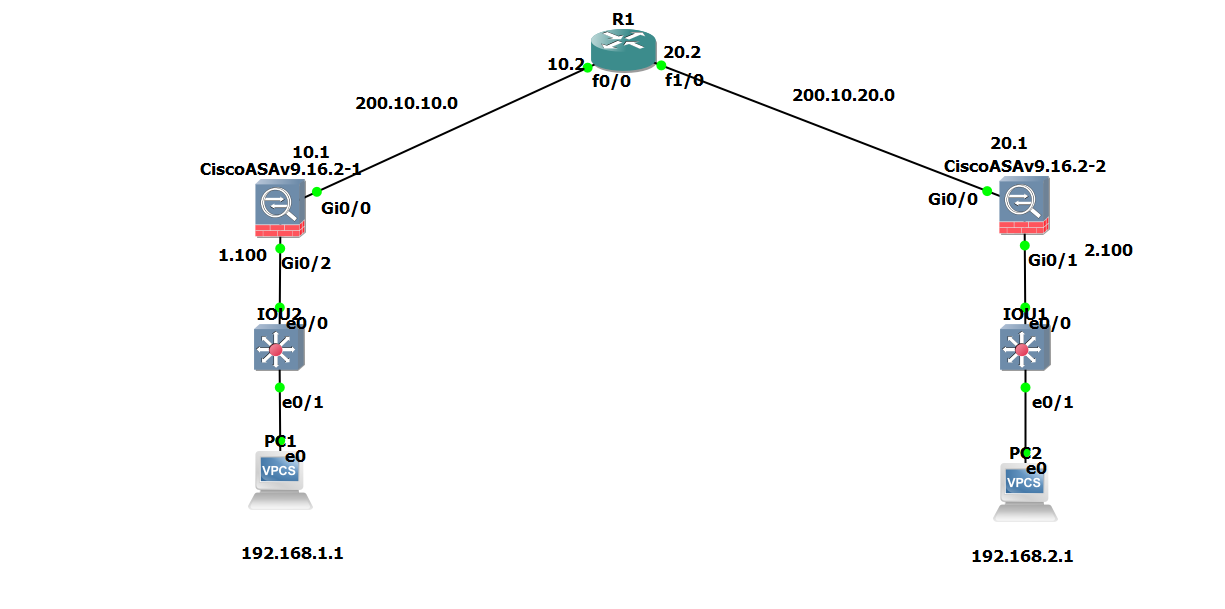 R1
10.2
20.2
f0/0
f1/0
200.10.10.0
200.10.20.0
10.1
CiscoASAv9.16.2-1
Gi0/0
20.1
CiscoASAv9.16.2-2
Gi0/0
1.100
Gi0/2
Gi0/1
2.100
IOU2
e0/0
IOU1
e0/0
e0/1
e0/1
PC1
e0
VPCS
PC2
e0
VPCS
192.168.1.1
192.168.2.1